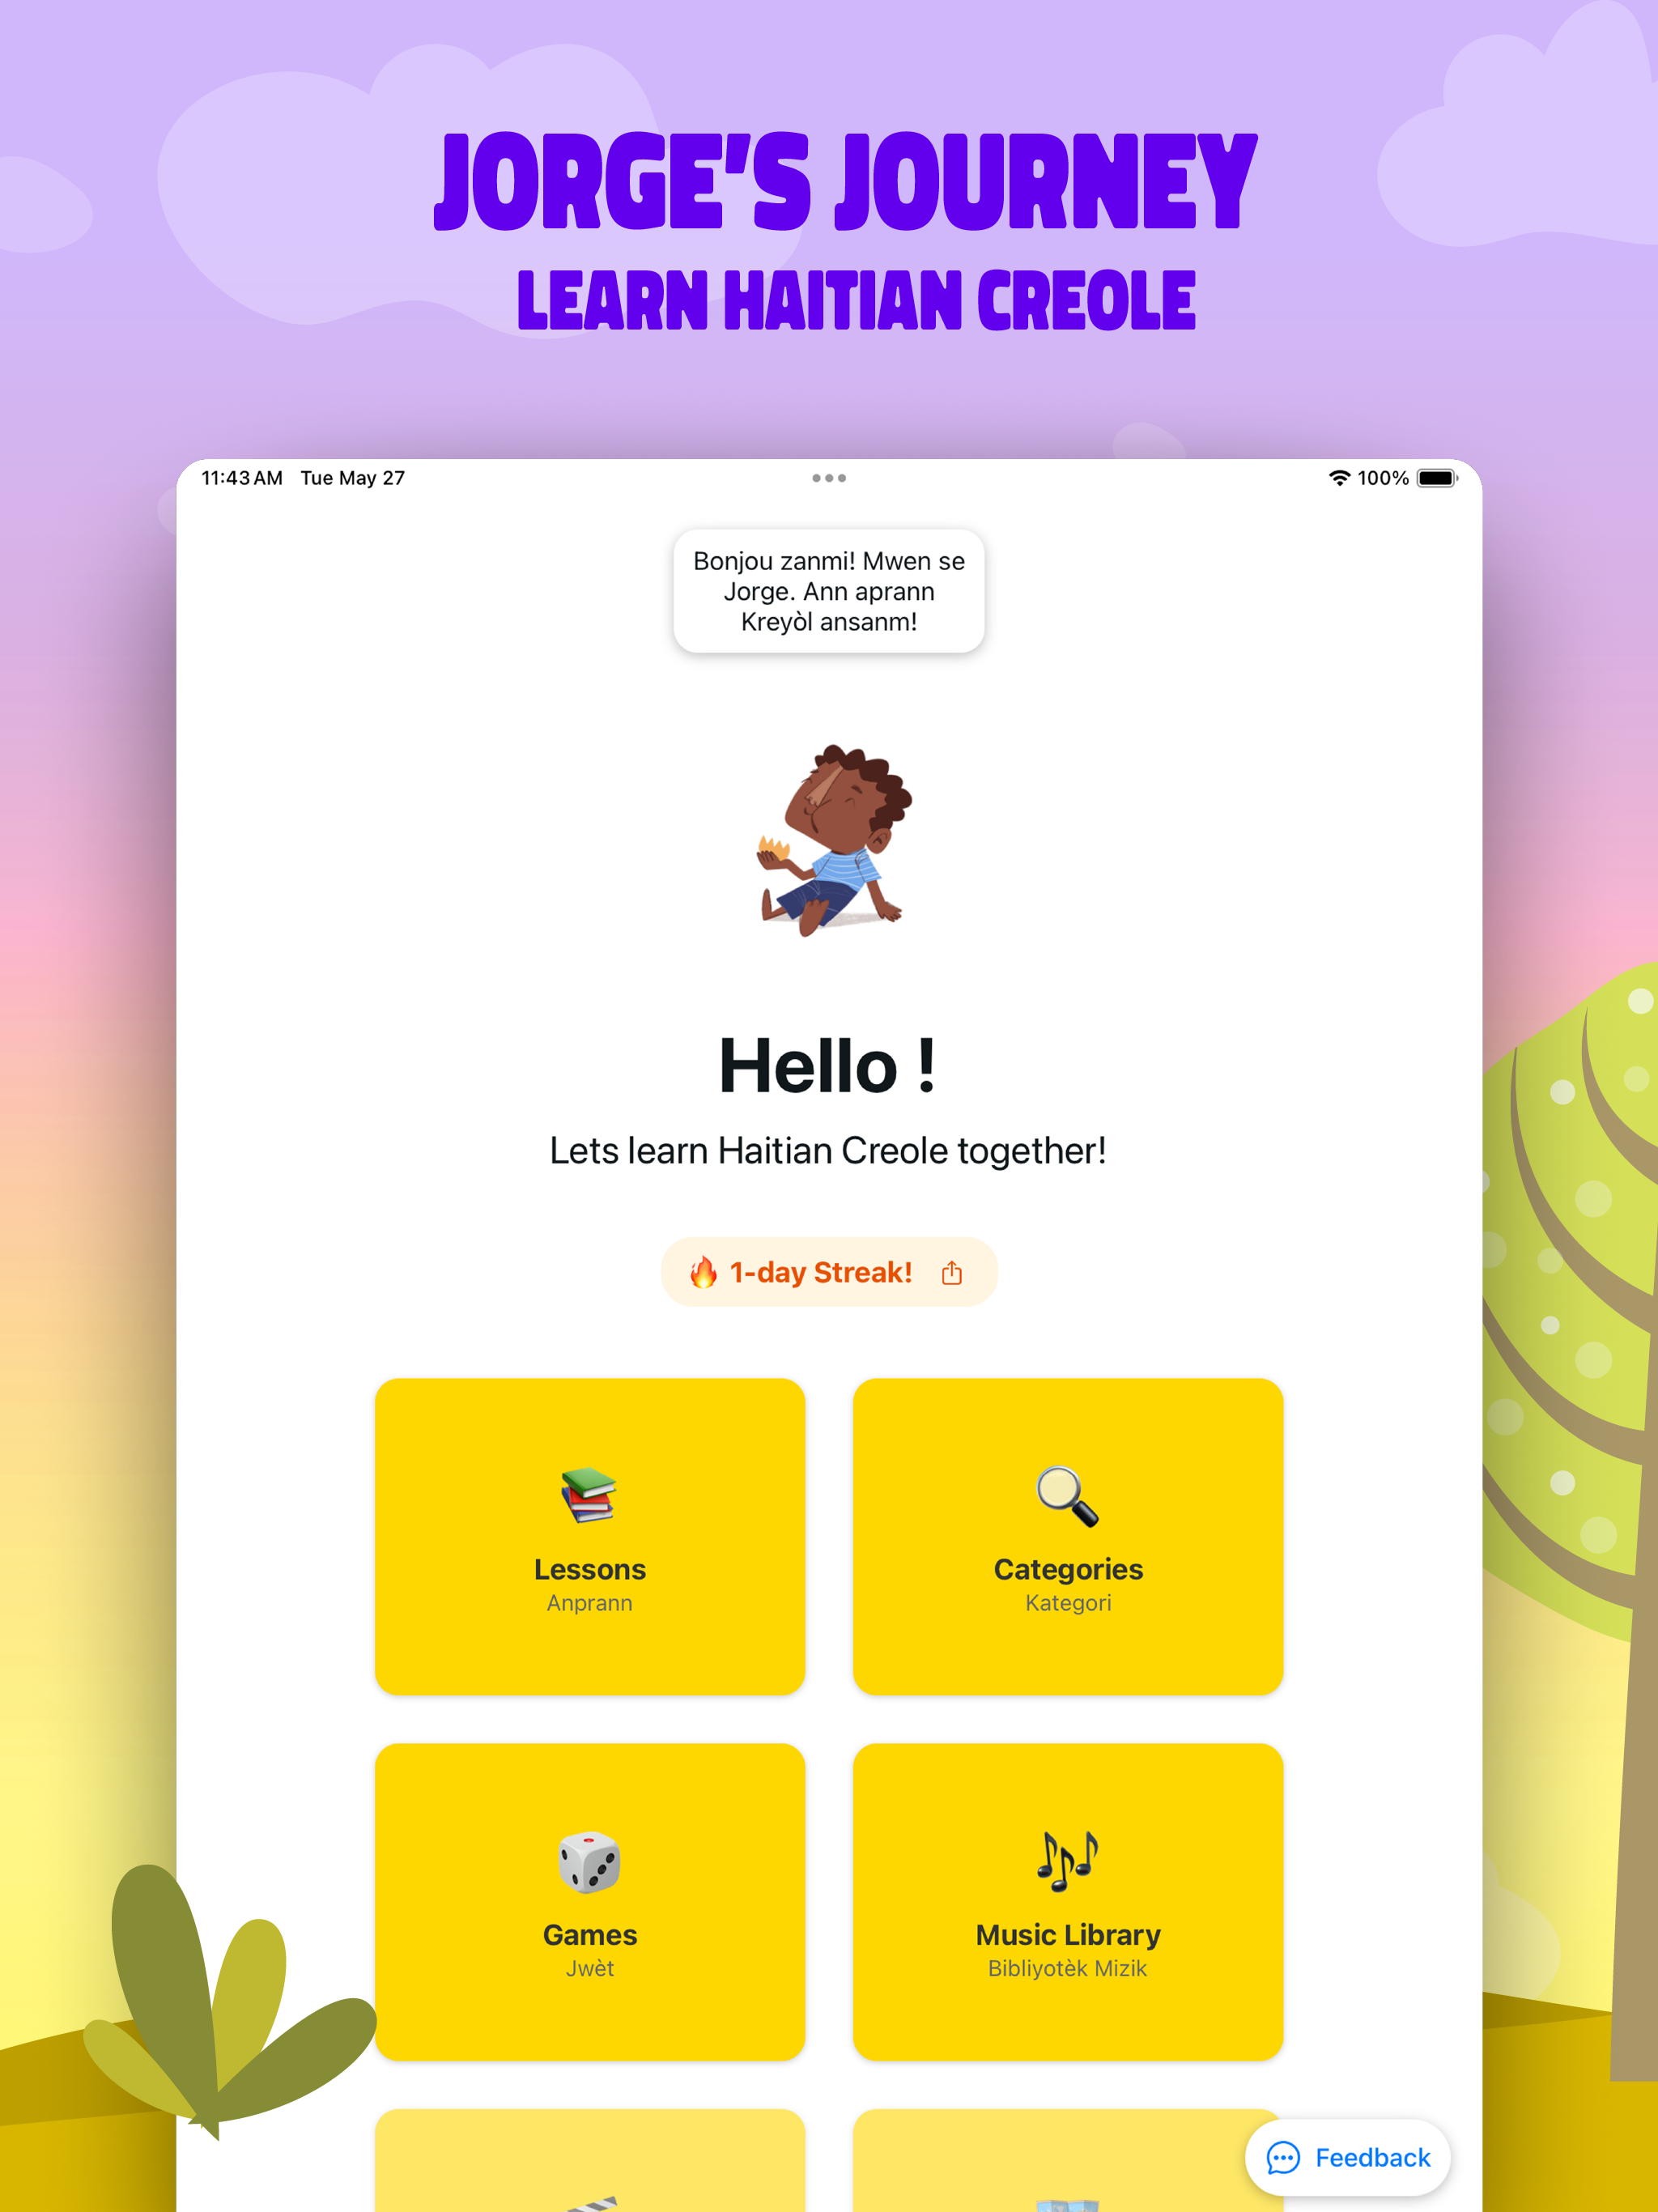 JORGE'S JOURNEY
LEARN HAITIAN CREOLE
11:43 AM Tue May 27
100%
Bonjou zanmi! Mwen se
Jorge. Ann aprann
Kreyòl ansanm!
Hello !
Lets learn Haitian Creole together!
1-day Streak!
Lessons
Anprann
Categories
Kategori
Games
Jwèt
Music Library
Bibliyotèk Mizik
Feedback